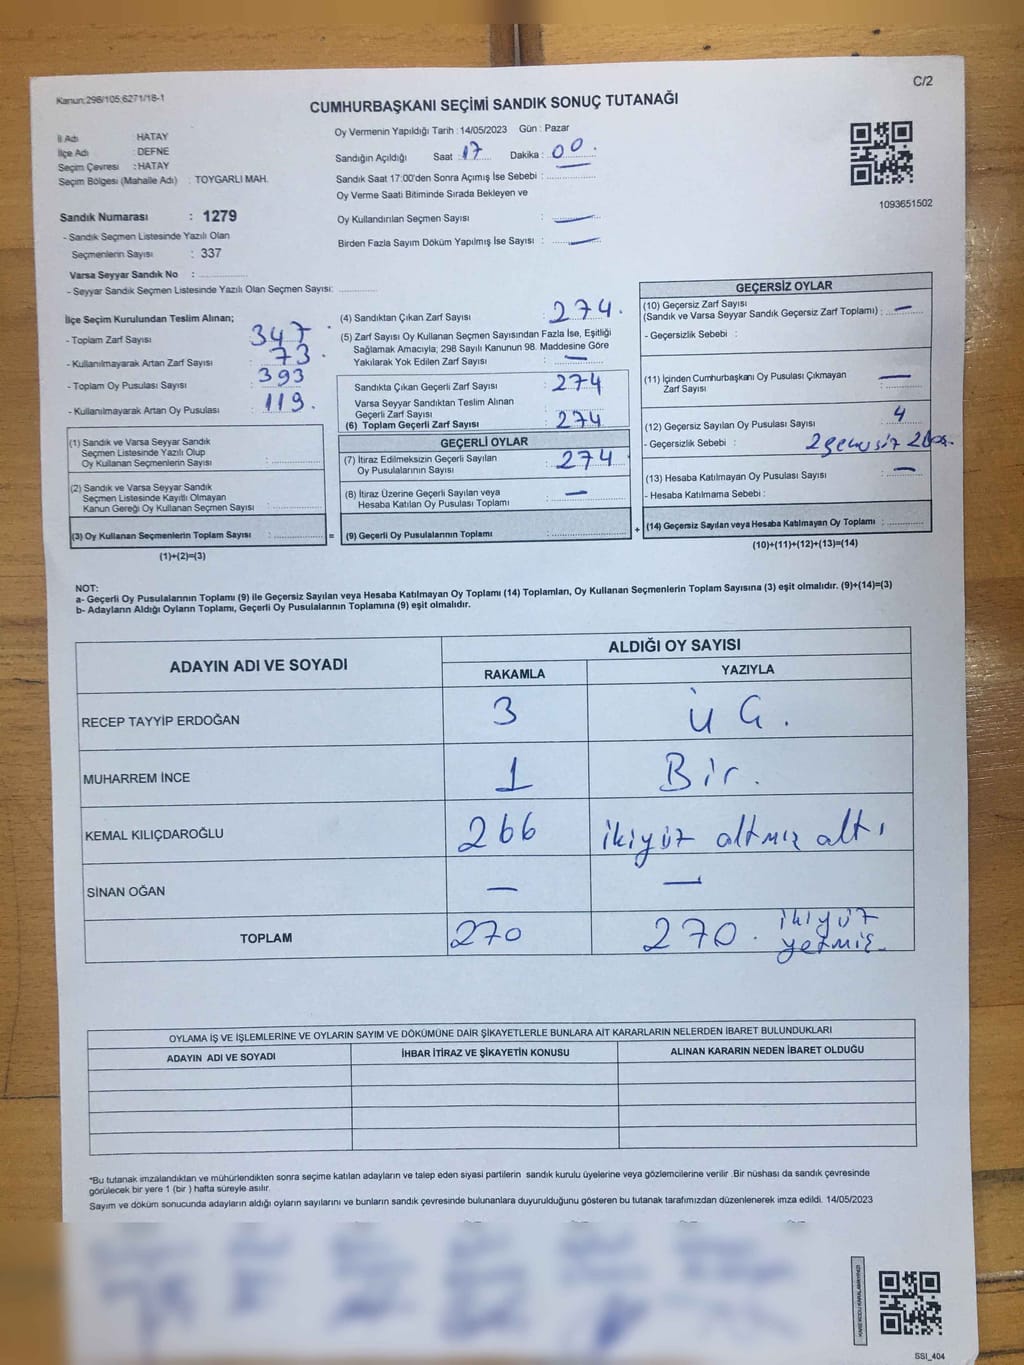 C/2
Kanun:298/105,6271/18-1
CUMHURBAŞKANI SEÇİMİ SANDIK SONUÇ TUTANAĞI
İl Adı : HATAY
İlçe Adı : DEFNE
Seçim Çevresi : HATAY
Seçim Bölgesi (Mahalle Adı) : TOYGARLI MAH.
Sandık Numarası : 1279
- Sandık Seçmen Listesinde Yazılı Olan
Seçmenlerin Sayısı : 337
Varsa Seyyar Sandık No :
- Seyyar Sandık Seçmen Listesinde Yazılı Olan Seçmen Sayısı:
Oy Vermenin Yapıldığı Tarih : 14/05/2023 Gün : Pazar
Sandığın Açıldığı Saat : 17 Dakika : 00.
Sandık Saat 17:00'den Sonra Açımış İse Sebebi :
Oy Verme Saati Bitiminde Sırada Bekleyen ve
Oy Kullandırılan Seçmen Sayısı : —
Birden Fazla Sayım Döküm Yapılmış İse Sayısı : —
1093651502
İlçe Seçim Kurulundan Teslim Alınan;
- Toplam Zarf Sayısı : 347
- Kullanılmayarak Artan Zarf Sayısı : 73.
- Toplam Oy Pusulası Sayısı : 393
- Kullanılmayarak Artan Oy Pusulası : 119.
(1) Sandık ve Varsa Seyyar Sandık
Seçmen Listesinde Yazılı Olup
Oy Kullanan Seçmenlerin Sayısı :
(2) Sandık ve Varsa Seyyar Sandık
Seçmen Listesinde Kayıtlı Olmayan
Kanun Gereği Oy Kullanan Seçmen Sayısı :
(3) Oy Kullanan Seçmenlerin Toplam Sayısı :
(1)+(2)=(3)
=
(4) Sandıktan Çıkan Zarf Sayısı : 274.
(5) Zarf Sayısı Oy Kullanan Seçmen Sayısından Fazla İse, Eşitliği
Sağlamak Amacıyla; 298 Sayılı Kanunun 98. Maddesine Göre
Yakılarak Yok Edilen Zarf Sayısı : —
Sandıkta Çıkan Geçerli Zarf Sayısı : 274
Varsa Seyyar Sandıktan Teslim Alınan
Geçerli Zarf Sayısı :
(6) Toplam Geçerli Zarf Sayısı : 274
GEÇERLİ OYLAR
(7) İtiraz Edilmeksizin Geçerli Sayılan
Oy Pusulalarının Sayısı : 274
(8) İtiraz Üzerine Geçerli Sayılan veya
Hesaba Katılan Oy Pusulası Toplamı : —
(9) Geçerli Oy Pusulalarının Toplamı :
+
GEÇERSİZ OYLAR
(10) Geçersiz Zarf Sayısı
(Sandık ve Varsa Seyyar Sandık Geçersiz Zarf Toplamı) : —
- Geçersizlik Sebebi :
(11) İçinden Cumhurbaşkanı Oy Pusulası Çıkmayan
Zarf Sayısı : —
(12) Geçersiz Sayılan Oy Pusulası Sayısı : 4
- Geçersizlik Sebebi : 2 geçersiz 2 boş.
(13) Hesaba Katılmayan Oy Pusulası Sayısı : —
- Hesaba Katılmama Sebebi :
(14) Geçersiz Sayılan veya Hesaba Katılmayan Oy Toplamı :
(10)+(11)+(12)+(13)=(14)
NOT:
a- Geçerli Oy Pusulalarının Toplamı (9) ile Geçersiz Sayılan veya Hesaba Katılmayan Oy Toplamı (14) Toplamları, Oy Kullanan Seçmenlerin Toplam Sayısına (3) eşit olmalıdır. (9)+(14)=(3)
b- Adayların Aldığı Oyların Toplamı, Geçerli Oy Pusulalarının Toplamına (9) eşit olmalıdır.
ADAYIN ADI VE SOYADI
ALDIĞI OY SAYISI
RAKAMLA YAZIYLA
RECEP TAYYİP ERDOĞAN 3 ÜÇ.
MUHARREM İNCE 1 Bir.
KEMAL KILIÇDAROĞLU 266 ikiyüz altmış altı
SİNAN OĞAN — —
TOPLAM 270 270. ikiyüz
yetmiş
OYLAMA İŞ VE İŞLEMLERİNE VE OYLARIN SAYIM VE DÖKÜMÜNE DAİR ŞİKAYETLERLE BUNLARA AİT KARARLARIN NELERDEN İBARET BULUNDUKLARI
ADAYIN ADI VE SOYADI İHBAR İTİRAZ VE ŞİKAYETİN KONUSU ALINAN KARARIN NEDEN İBARET OLDUĞU
*Bu tutanak imzalandıktan ve mühürlendikten sonra seçime katılan adayların ve talep eden siyasi partilerin sandık kurulu üyelerine veya gözlemcilerine verilir .Bir nüshası da sandık çevresinde
görülecek bir yere 1 (bir ) hafta süreyle asılır.
Sayım ve döküm sonucunda adayların aldığı oyların sayılarını ve bunların sandık çevresinde bulunanlara duyurulduğunu gösteren bu tutanak tarafımızdan düzenlenerek imza edildi. 14/05/2023
SSI_404